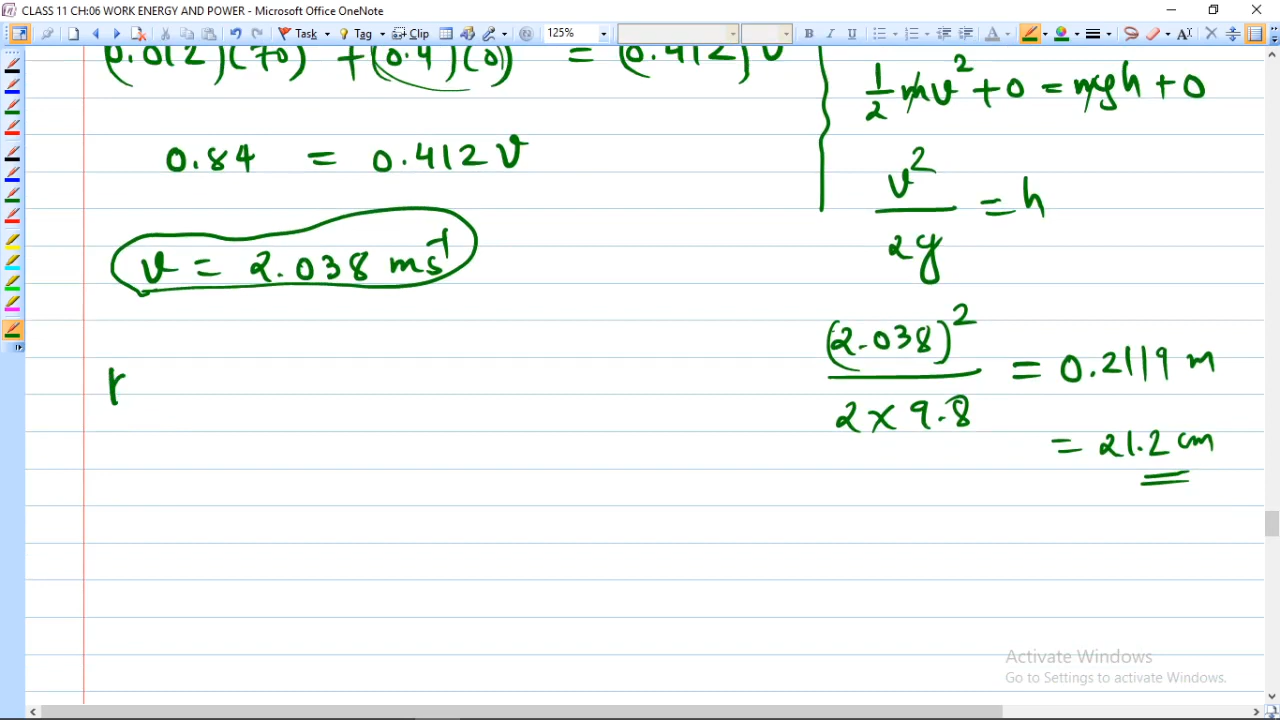 CLASS 11 CH:06 WORK ENERGY AND POWER - Microsoft Office OneNote
Task Tag Clip 125% B I U
(0.012)(70) + (0.4)(0) = (0.412)v
0.84 = 0.412 v
v = 2.038 ms⁻¹
1/2 mv² + 0 = mgh + 0
v²/2g = h
(2.038)²/2 × 9.8 = 0.2119 m
= 21.2 cm
Activate Windows
Go to Settings to activate Windows.